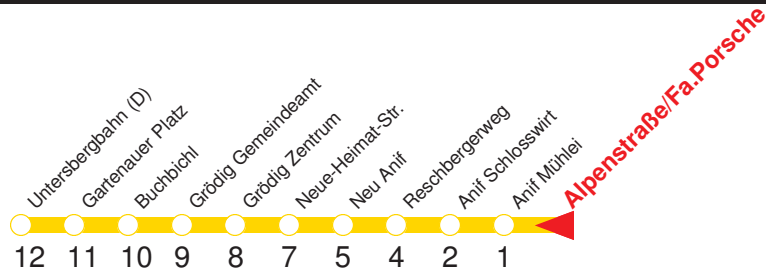 Untersbergbahn (D)
Gartenauer Platz
Buchbichl
Grödig Gemeindeamt
Grödig Zentrum
Neue-Heimat-Str.
Neu Anif
Reschbergerweg
Anif Schlosswirt
Anif Mühlei
Alpenstraße/Fa.Porsche
12 11 10 9 8 7 5 4 2 1